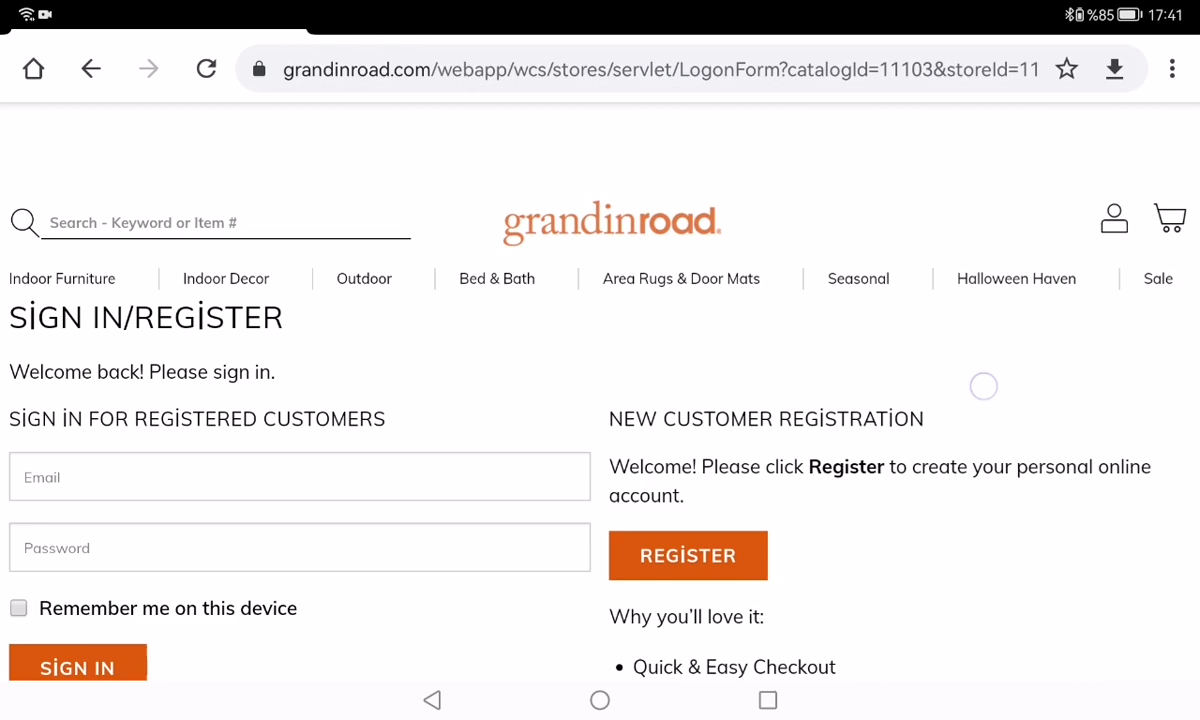 %85 17:41
grandinroad.com/webapp/wcs/stores/servlet/LogonForm?catalogId=11103&storeId=11
Search - Keyword or Item #
grandinroad.
Indoor Furniture Indoor Decor Outdoor Bed & Bath Area Rugs & Door Mats Seasonal Halloween Haven Sale
SİGN IN/REGİSTER
Welcome back! Please sign in.
SİGN İN FOR REGİSTERED CUSTOMERS
Email
Password
Remember me on this device
SİGN IN
NEW CUSTOMER REGISTRATİON
Welcome! Please click Register to create your personal online
account.
REGİSTER
Why you’ll love it:
• Quick & Easy Checkout